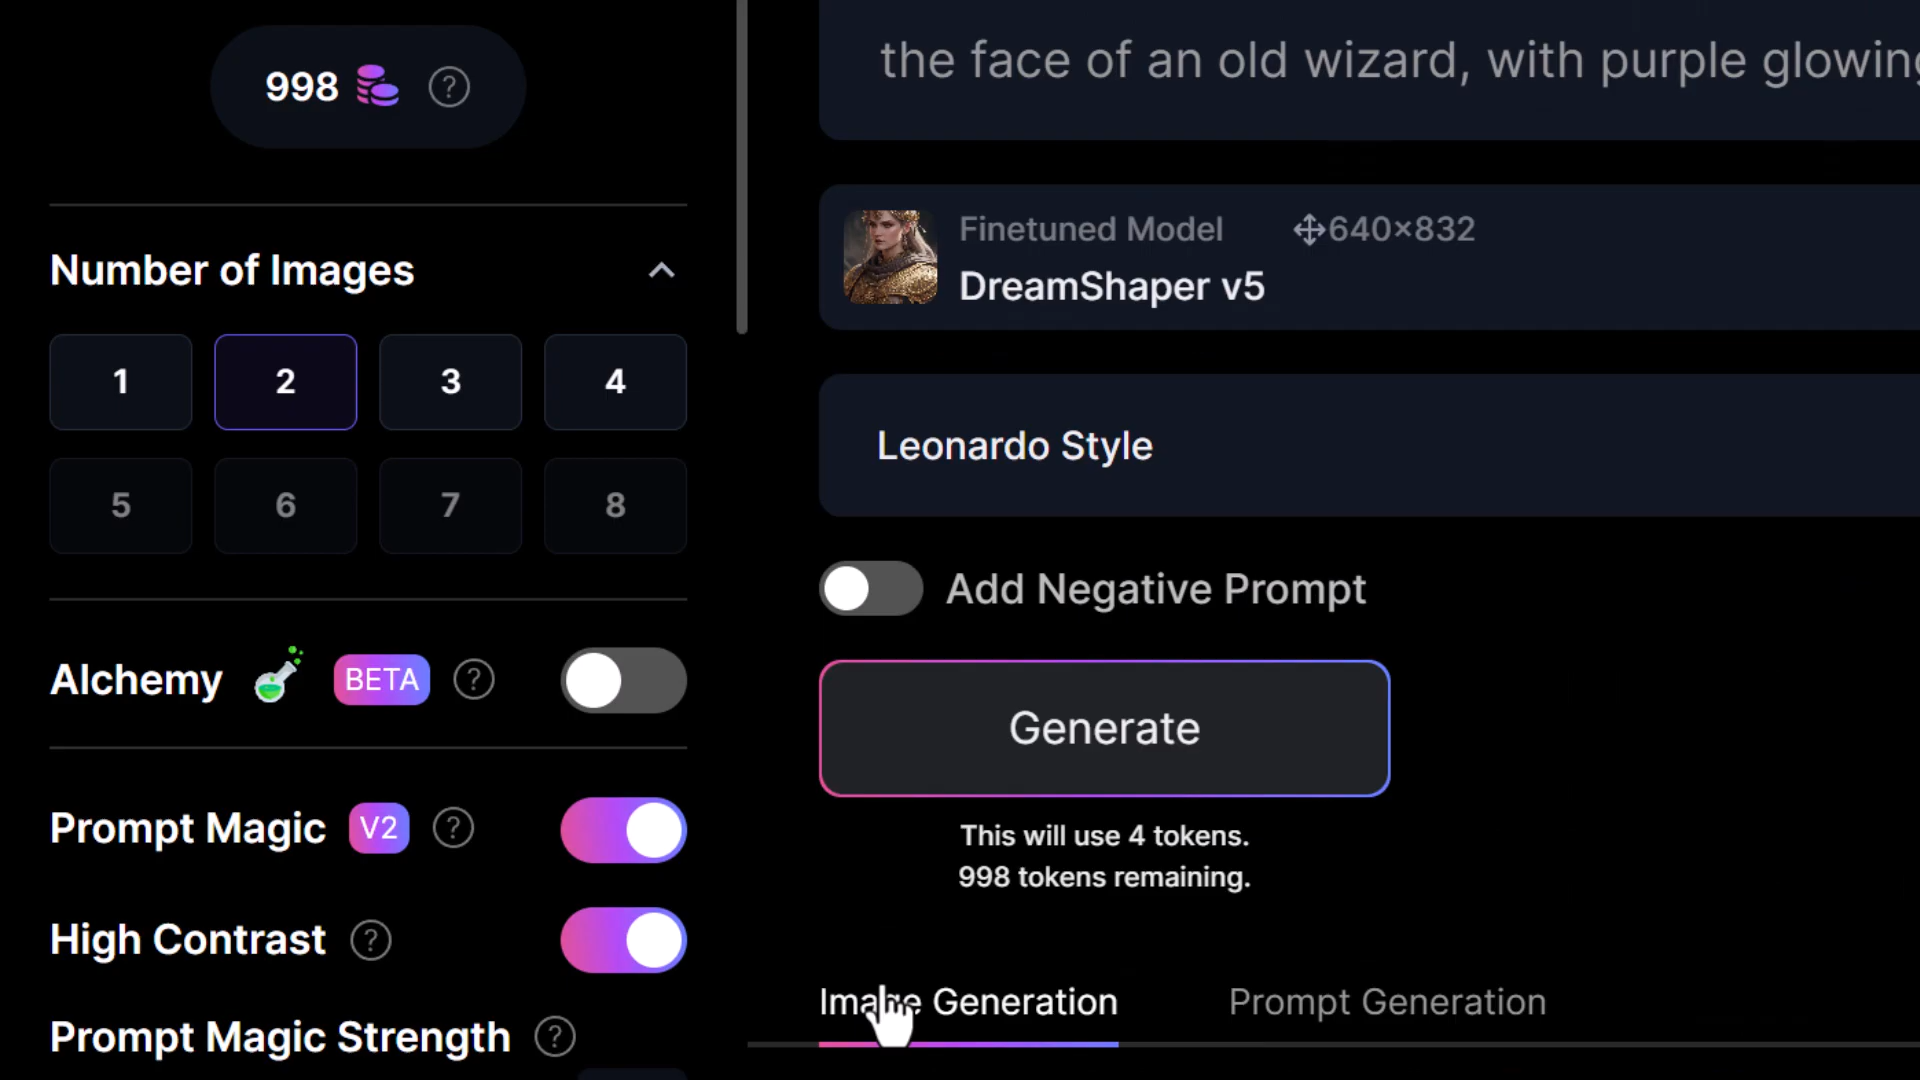 998
Number of Images
1 2 3 4
5 6 7 8
Alchemy BETA ?
Prompt Magic V2 ?
High Contrast ?
Prompt Magic Strength ?
the face of an old wizard, with purple glowing
Finetuned Model 640×832
DreamShaper v5
Leonardo Style
Add Negative Prompt
Generate
This will use 4 tokens.
998 tokens remaining.
Image Generation Prompt Generation